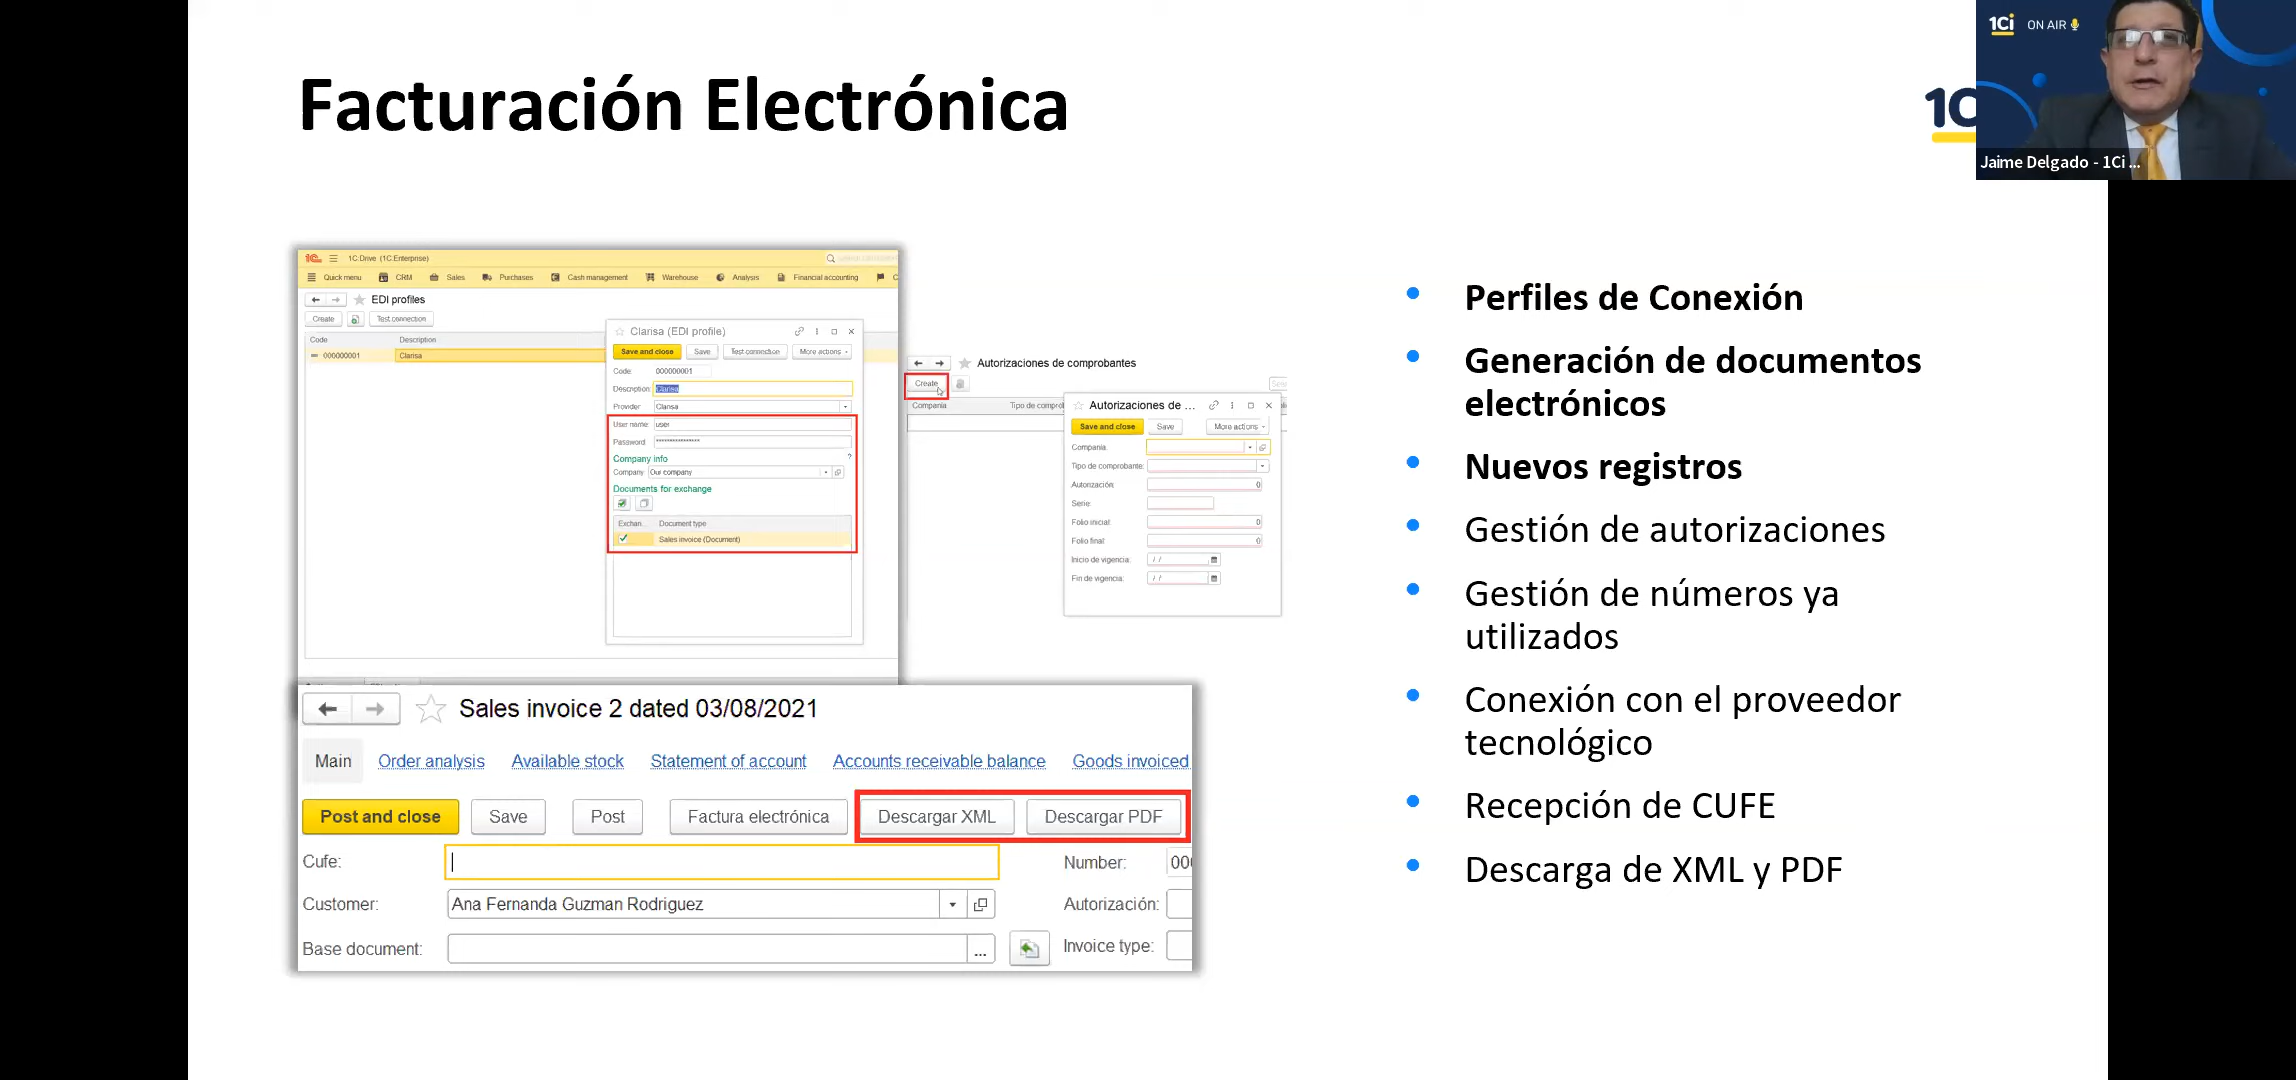 Facturación Electrónica
1Ci ON AIR
1C
Jaime Delgado - 1Ci ...
1C:Drive (1C:Enterprise)
Quick menu CRM Sales Purchases Cash management Warehouse Analysis Financial accounting
EDI profiles
Create Test connection
Code Description
000000001 Clarisa
Clarisa (EDI profile)
Save and close Save Test connection More actions
Code: 000000001
Description: Clarisa
Provider: Clarisa
User name: user
Password ****************
Company info
Company: Our company
Documents for exchange
Exchan... Document type
Sales invoice (Document)
Autorizaciones de comprobantes
Create
Compania Tipo de comprol
Autorizaciones de ...
Save and close Save More actions
Compania:
Tipo de comprobante:
Autorización: 0
Serie:
Folio inicial: 0
Folio final: 0
Inicio de vigencia: / /
Fin de vigencia: / /
Sales invoice 2 dated 03/08/2021
Main Order analysis Available stock Statement of account Accounts receivable balance Goods invoiced
Post and close Save Post Factura electrónica Descargar XML Descargar PDF
Cufe: Number: 00
Customer: Ana Fernanda Guzman Rodriguez Autorización:
Base document: ... Invoice type:
• Perfiles de Conexión
• Generación de documentos
electrónicos
• Nuevos registros
• Gestión de autorizaciones
• Gestión de números ya
utilizados
• Conexión con el proveedor
tecnológico
• Recepción de CUFE
• Descarga de XML y PDF